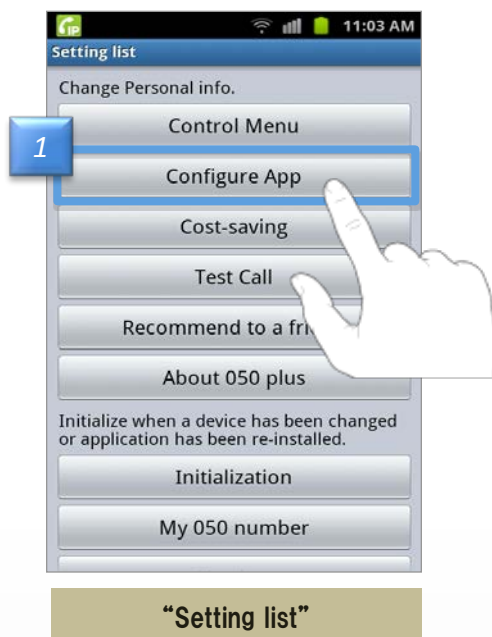 IP
11:03 AM
Setting list
Change Personal info.
Control Menu
1
Configure App
Cost-saving
Test Call
Recommend to a fri
About 050 plus
Initialize when a device has been changed
or application has been re-installed.
Initialization
My 050 number
“Setting list”